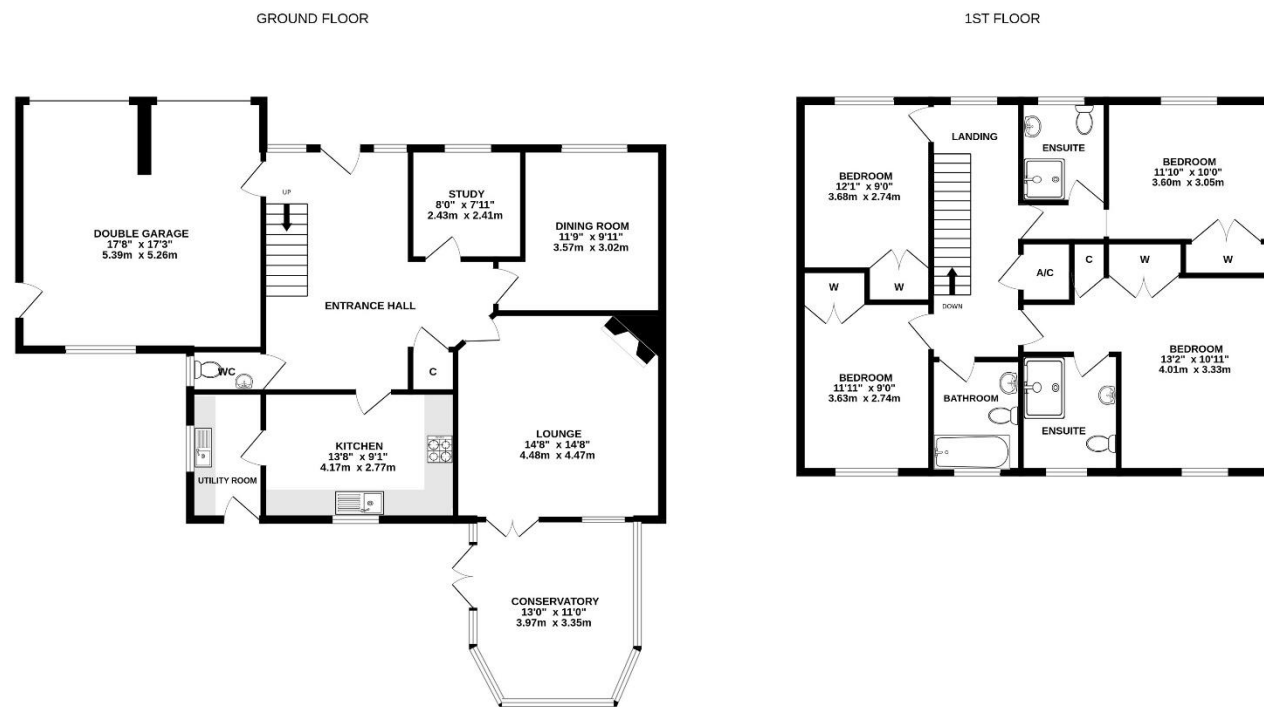 GROUND FLOOR
1ST FLOOR
DOUBLE GARAGE
17'8" x 17'3"
5.39m x 5.26m
UP
STUDY
8'0" x 7'11"
2.43m x 2.41m
DINING ROOM
11'9" x 9'11"
3.57m x 3.02m
ENTRANCE HALL
WC
C
KITCHEN
13'8" x 9'1"
4.17m x 2.77m
UTILITY ROOM
LOUNGE
14'8" x 14'8"
4.48m x 4.47m
CONSERVATORY
13'0" x 11'0"
3.97m x 3.35m
BEDROOM
12'1" x 9'0"
3.68m x 2.74m
LANDING
ENSUITE
BEDROOM
11'10" x 10'0"
3.60m x 3.05m
W
W
A/C
C
W
W
DOWN
BEDROOM
11'11" x 9'0"
3.63m x 2.74m
BATHROOM
ENSUITE
BEDROOM
13'2" x 10'11"
4.01m x 3.33m